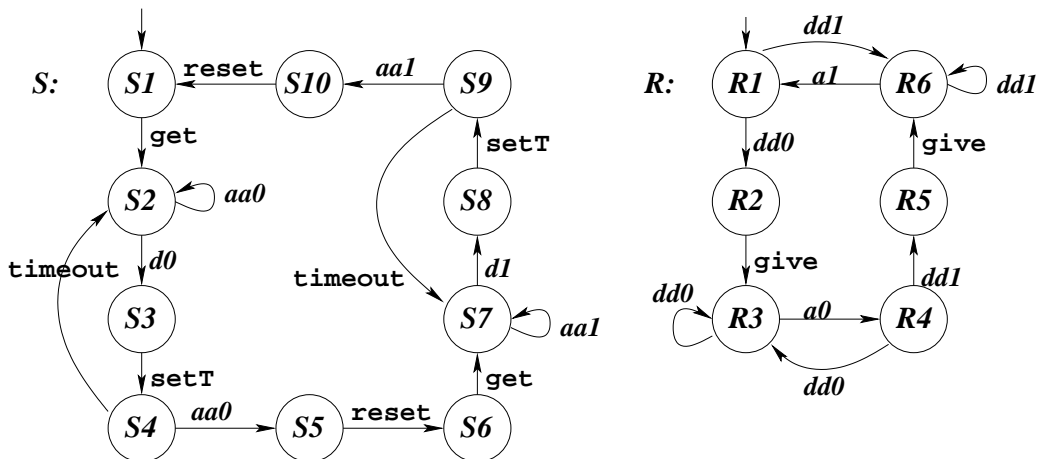 dd1
S: S1 reset S10 aa1 S9 R: R1 a1 R6 dd1
get setT dd0 give
S2 aa0 S8 R2 R5
timeout d0 timeout d1 give dd1
S3 S7 aa1 dd0 R3 a0 R4
setT get dd0
S4 aa0 S5 reset S6